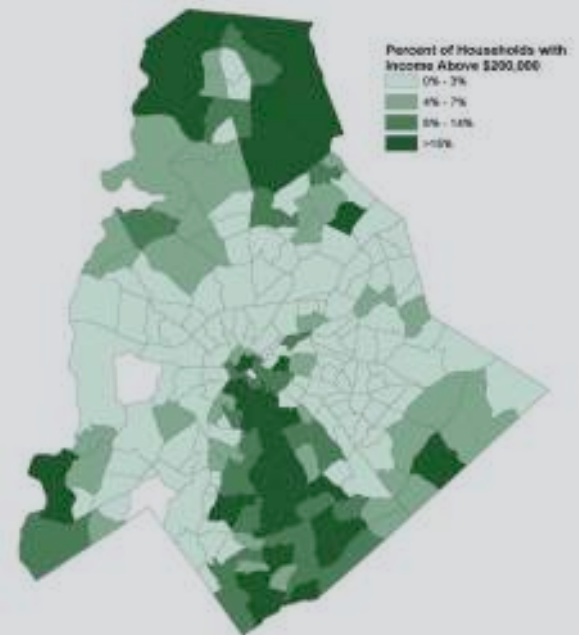 Percent of Households with
Income Above $200,000
0% - 3%
4% - 7%
8% - 14%
>15%